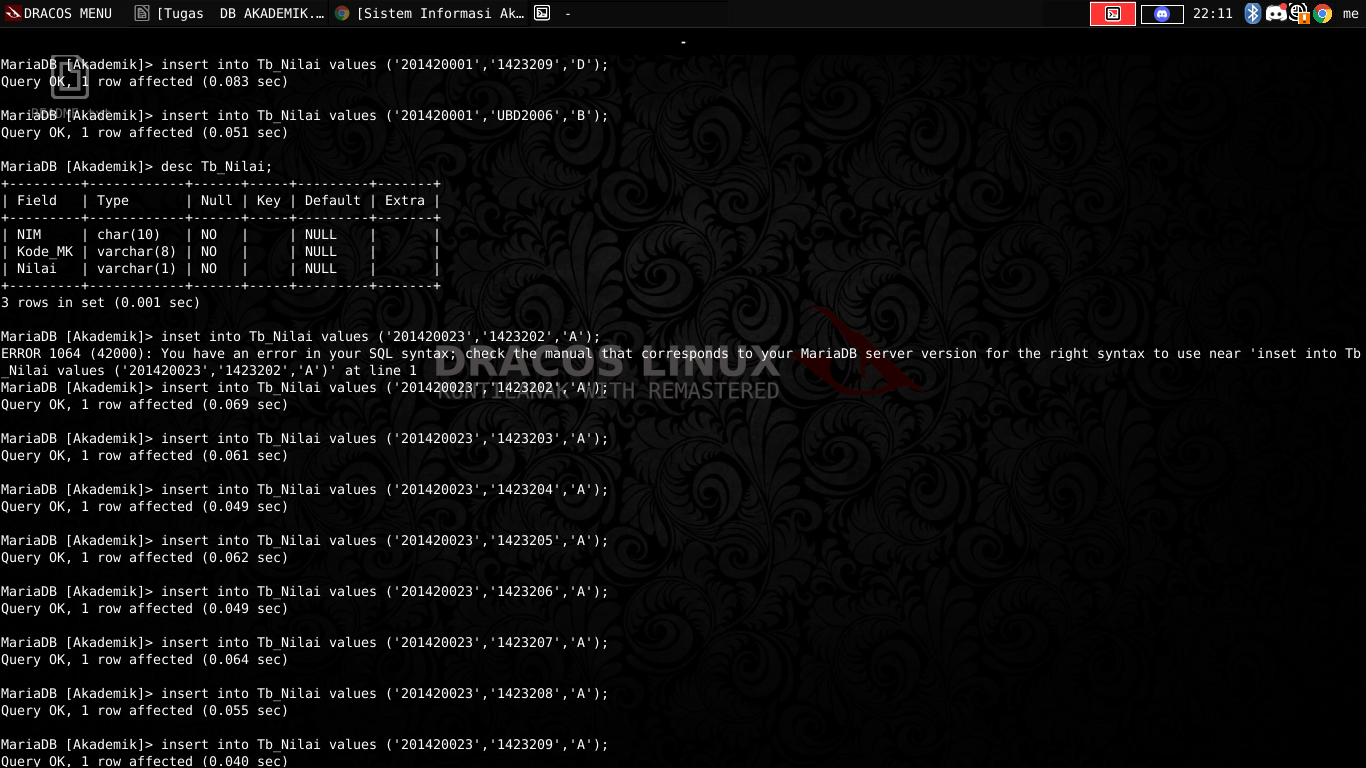 DRACOS MENU [Tugas DB AKADEMIK.... [Sistem Informasi Ak... - 22:11 me
-
MariaDB [Akademik]> insert into Tb_Nilai values ('201420001','1423209','D');
Query OK, 1 row affected (0.083 sec)
README.txt
MariaDB [Akademik]> insert into Tb_Nilai values ('201420001','UBD2006','B');
Query OK, 1 row affected (0.051 sec)
MariaDB [Akademik]> desc Tb_Nilai;
+---------+------------+------+-----+---------+-------+
| Field   | Type       | Null | Key | Default | Extra |
+---------+------------+------+-----+---------+-------+
| NIM     | char(10)   | NO   |     | NULL    |       |
| Kode_MK | varchar(8) | NO   |     | NULL    |       |
| Nilai   | varchar(1) | NO   |     | NULL    |       |
+---------+------------+------+-----+---------+-------+
3 rows in set (0.001 sec)
MariaDB [Akademik]> inset into Tb_Nilai values ('201420023','1423202','A');
ERROR 1064 (42000): You have an error in your SQL syntax; check the manual that corresponds to your MariaDB server version for the right syntax to use near 'inset into Tb
_Nilai values ('201420023','1423202','A')' at line 1
DRACOS LINUX
MariaDB [Akademik]> insert into Tb_Nilai values ('201420023','1423202','A');
KUNTILANAK WITH REMASTERED
Query OK, 1 row affected (0.069 sec)
MariaDB [Akademik]> insert into Tb_Nilai values ('201420023','1423203','A');
Query OK, 1 row affected (0.061 sec)
MariaDB [Akademik]> insert into Tb_Nilai values ('201420023','1423204','A');
Query OK, 1 row affected (0.049 sec)
MariaDB [Akademik]> insert into Tb_Nilai values ('201420023','1423205','A');
Query OK, 1 row affected (0.062 sec)
MariaDB [Akademik]> insert into Tb_Nilai values ('201420023','1423206','A');
Query OK, 1 row affected (0.049 sec)
MariaDB [Akademik]> insert into Tb_Nilai values ('201420023','1423207','A');
Query OK, 1 row affected (0.064 sec)
MariaDB [Akademik]> insert into Tb_Nilai values ('201420023','1423208','A');
Query OK, 1 row affected (0.055 sec)
MariaDB [Akademik]> insert into Tb_Nilai values ('201420023','1423209','A');
Query OK, 1 row affected (0.040 sec)